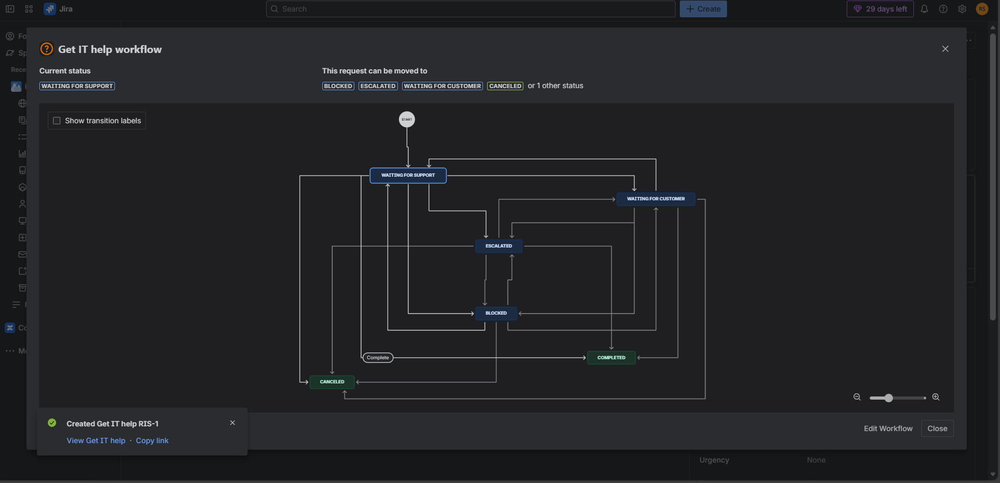 Jira
Search
Create
29 days left
RS
Fo
Sp
Rece
Co
Mo
Get IT help workflow
Current status
WAITING FOR SUPPORT
This request can be moved to
BLOCKED ESCALATED WAITING FOR CUSTOMER CANCELED or 1 other status
Show transition labels
START
WAITING FOR SUPPORT
WAITING FOR CUSTOMER
ESCALATED
BLOCKED
Complete
COMPLETED
CANCELED
Created Get IT help RIS-1
View Get IT help · Copy link
Edit Workflow
Close
Urgency None